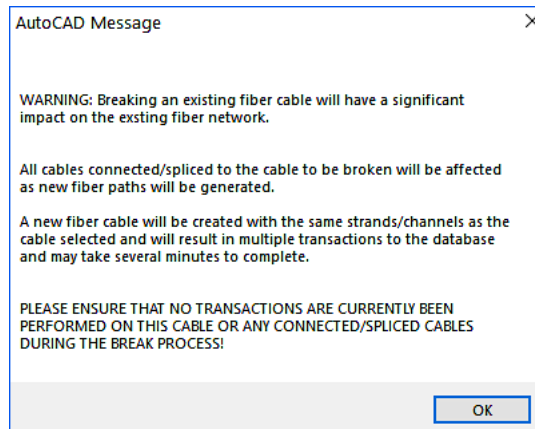 AutoCAD Message
WARNING: Breaking an existing fiber cable will have a significant
impact on the exsting fiber network.
All cables connected/spliced to the cable to be broken will be affected
as new fiber paths will be generated.
A new fiber cable will be created with the same strands/channels as the
cable selected and will result in multiple transactions to the database
and may take several minutes to complete.
PLEASE ENSURE THAT NO TRANSACTIONS ARE CURRENTLY BEEN
PERFORMED ON THIS CABLE OR ANY CONNECTED/SPLICED CABLES
DURING THE BREAK PROCESS!
OK